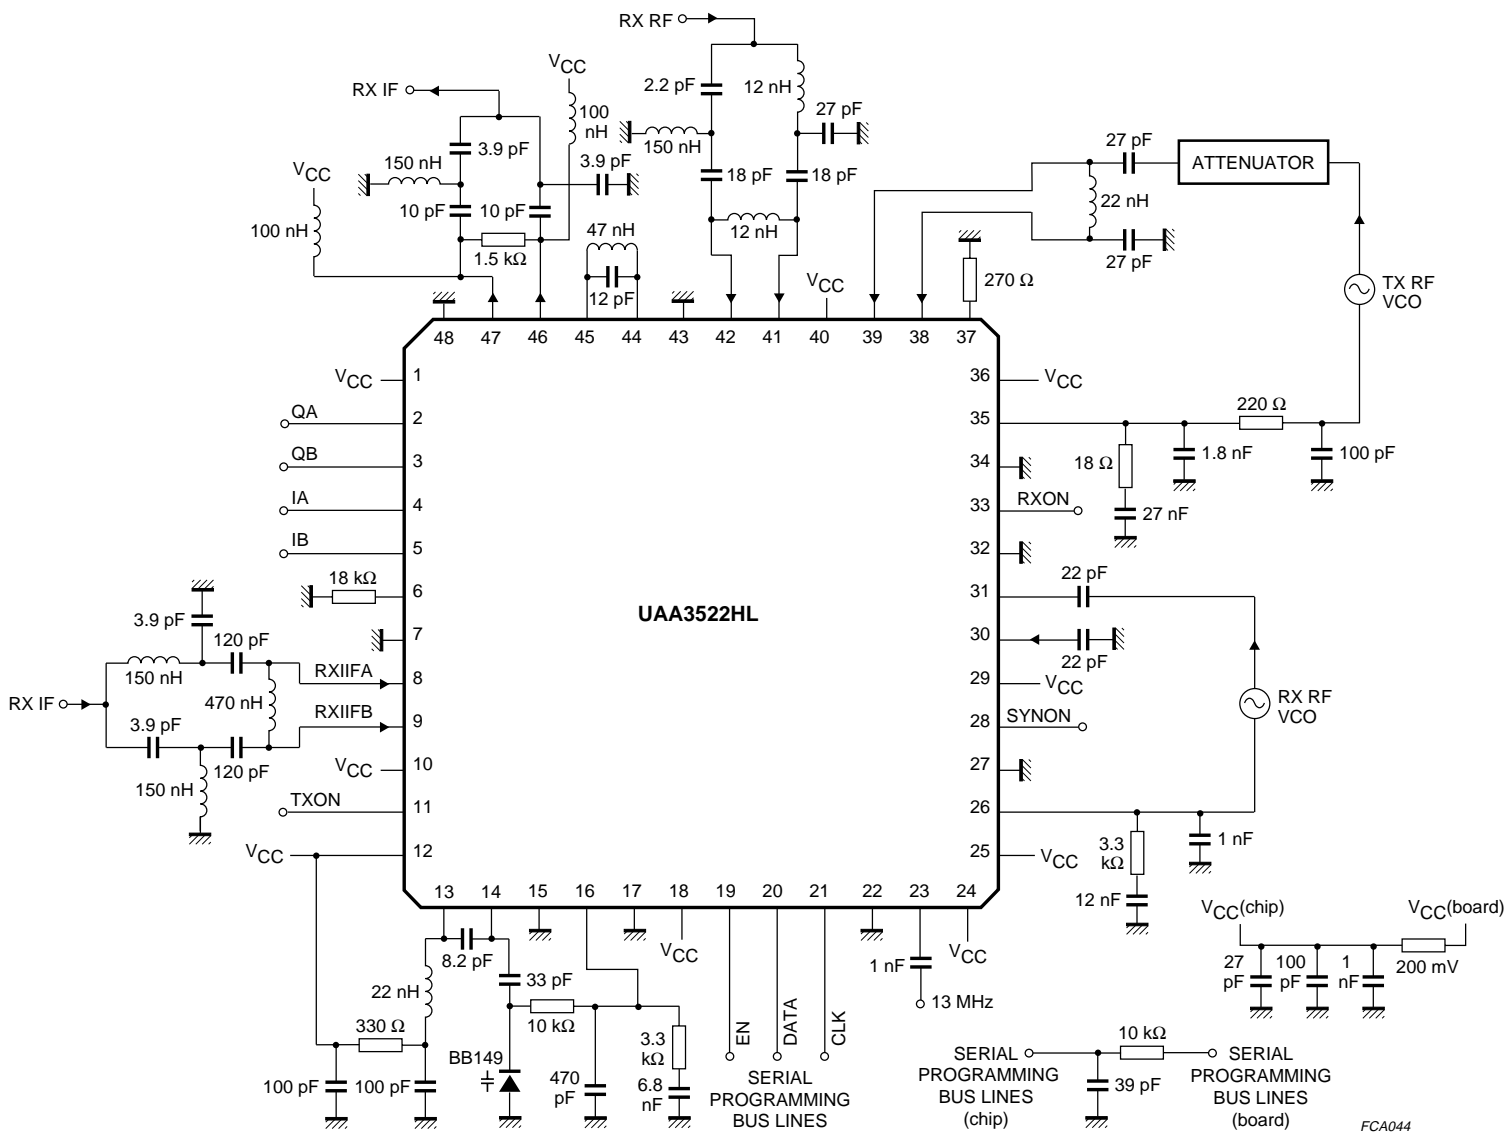 RX RF
VCC
RX IF
2.2 pF
12 nH
100
nH
27 pF
3.9 pF
150 nH
3.9 pF
150 nH
VCC
18 pF
18 pF
10 pF
10 pF
100 nH
1.5 kΩ
47 nH
12 pF
12 nH
VCC
27 pF
ATTENUATOR
22 nH
27 pF
270 Ω
TX RF
VCO
48
47
46
45
44
43
42
41
40
39
38
37
VCC
1
QA
2
QB
3
IA
4
IB
5
18 kΩ
6
7
3.9 pF
120 pF
150 nH
RXIIFA
8
470 nH
RX IF
RXIIFB
9
3.9 pF
120 pF
150 nH
VCC
10
TXON
11
VCC
12
UAA3522HL
36
VCC
35
220 Ω
18 Ω
1.8 nF
100 pF
27 nF
34
33
RXON
32
31
22 pF
30
22 pF
29
VCC
28
SYNON
RX RF
VCO
27
26
3.3
kΩ
1 nF
12 nF
25
VCC
13
14
15
16
17
18
19
20
21
22
23
24
8.2 pF
VCC
VCC
22 nH
33 pF
1 nF
13 MHz
330 Ω
10 kΩ
3.3
kΩ
EN
DATA
CLK
BB149
100 pF
100 pF
470
pF
6.8
nF
SERIAL
PROGRAMMING
BUS LINES
VCC(chip)
VCC(board)
27
pF
100
pF
1
nF
200 mV
SERIAL
PROGRAMMING
BUS LINES
(chip)
10 kΩ
39 pF
SERIAL
PROGRAMMING
BUS LINES
(board)
FCA044